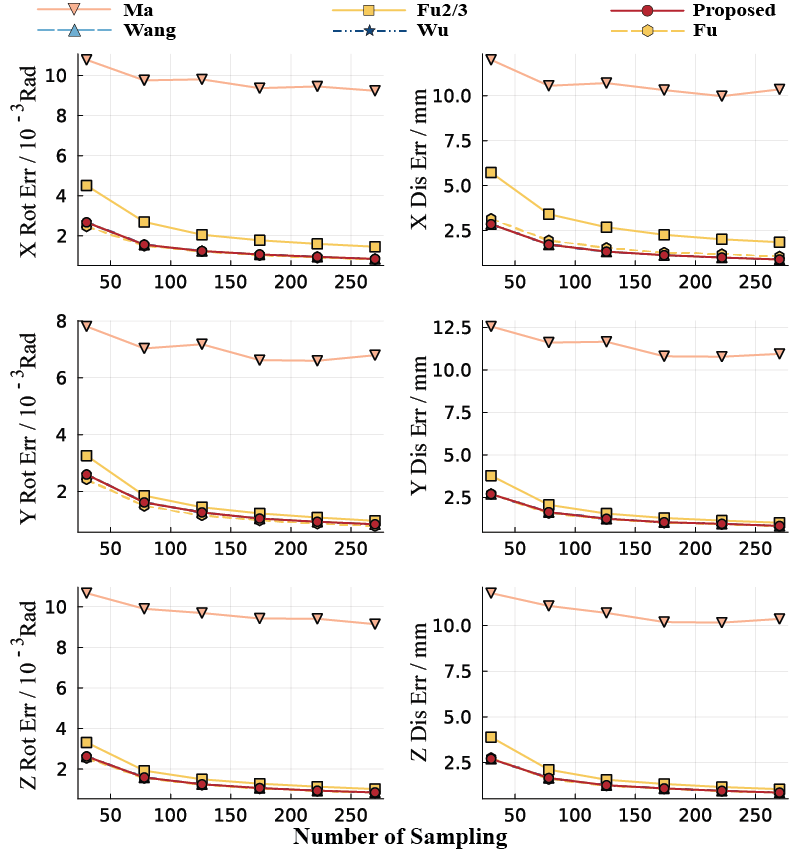 Ma Fu2/3 Proposed
Wang Wu Fu
X Rot Err / 10⁻³Rad
10
8
6
4
2
50 100 150 200 250
X Dis Err / mm
10.0
7.5
5.0
2.5
50 100 150 200 250
Y Rot Err / 10⁻³Rad
8
6
4
2
50 100 150 200 250
Y Dis Err / mm
12.5
10.0
7.5
5.0
2.5
50 100 150 200 250
Z Rot Err / 10⁻³Rad
10
8
6
4
2
50 100 150 200 250
Z Dis Err / mm
10.0
7.5
5.0
2.5
50 100 150 200 250
Number of Sampling